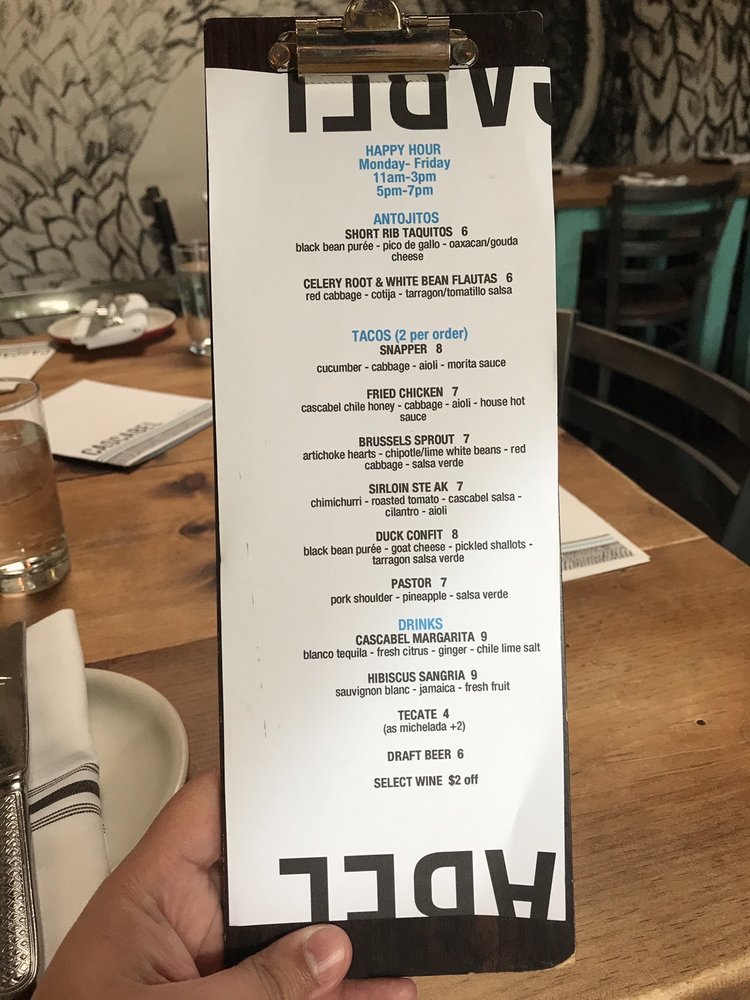 HAPPY HOUR
Monday- Friday
11am-3pm
5pm-7pm
ANTOJITOS
SHORT RIB TAQUITOS 6
black bean purée - pico de gallo - oaxacan/gouda
cheese
CELERY ROOT & WHITE BEAN FLAUTAS 6
red cabbage - cotija - tarragon/tomatillo salsa
TACOS (2 per order)
SNAPPER 8
cucumber - cabbage - aioli - morita sauce
FRIED CHICKEN 7
cascabel chile honey - cabbage - aioli - house hot
sauce
BRUSSELS SPROUT 7
artichoke hearts - chipotle/lime white beans - red
cabbage - salsa verde
SIRLOIN STE AK 7
chimichurri - roasted tomato - cascabel salsa -
cilantro - aioli
DUCK CONFIT 8
black bean purée - goat cheese - pickled shallots -
tarragon salsa verde
PASTOR 7
pork shoulder - pineapple - salsa verde
DRINKS
CASCABEL MARGARITA 9
blanco tequila - fresh citrus - ginger - chile lime salt
HIBISCUS SANGRIA 9
sauvignon blanc - jamaica - fresh fruit
TECATE 4
(as michelada +2)
DRAFT BEER 6
SELECT WINE $2 off
CASCABEL